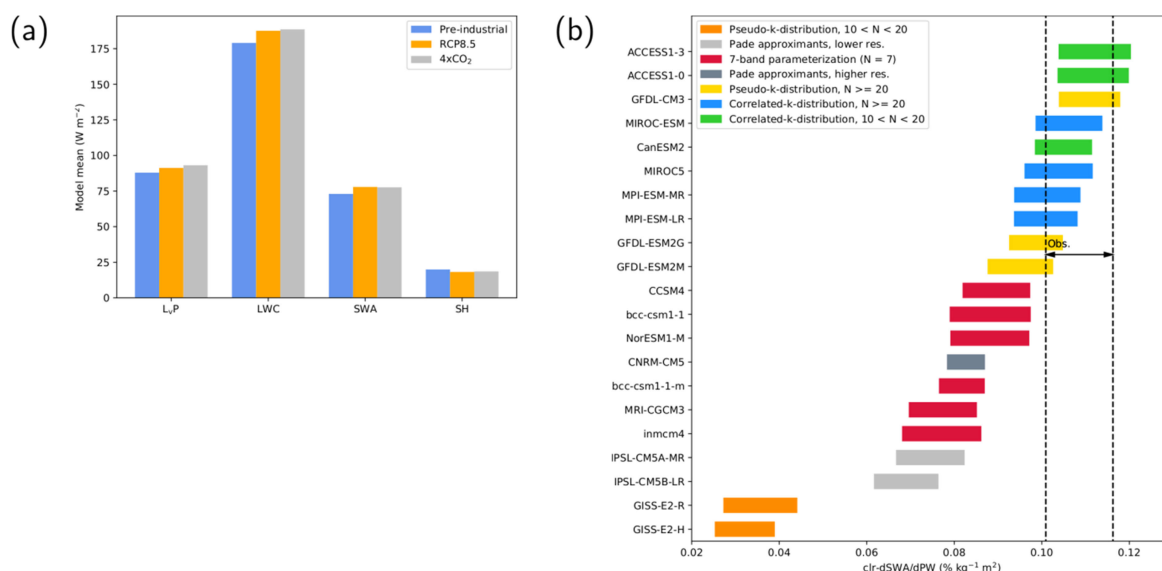 (a)
Pre-industrial
RCP8.5
4xCO₂
Model mean (W m⁻²)
175
150
125
100
75
50
25
0
LᵥP
LWC
SWA
SH
(b)
Pseudo-k-distribution, 10 < N < 20
Pade approximants, lower res.
7-band parameterization (N = 7)
Pade approximants, higher res.
Pseudo-k-distribution, N >= 20
Correlated-k-distribution, N >= 20
Correlated-k-distribution, 10 < N < 20
ACCESS1-3
ACCESS1-0
GFDL-CM3
MIROC-ESM
CanESM2
MIROC5
MPI-ESM-MR
MPI-ESM-LR
GFDL-ESM2G
Obs.
GFDL-ESM2M
CCSM4
bcc-csm1-1
NorESM1-M
CNRM-CM5
bcc-csm1-1-m
MRI-CGCM3
inmcm4
IPSL-CM5A-MR
IPSL-CM5B-LR
GISS-E2-R
GISS-E2-H
0.02 0.04 0.06 0.08 0.10 0.12
clr-dSWA/dPW (% kg⁻¹ m²)